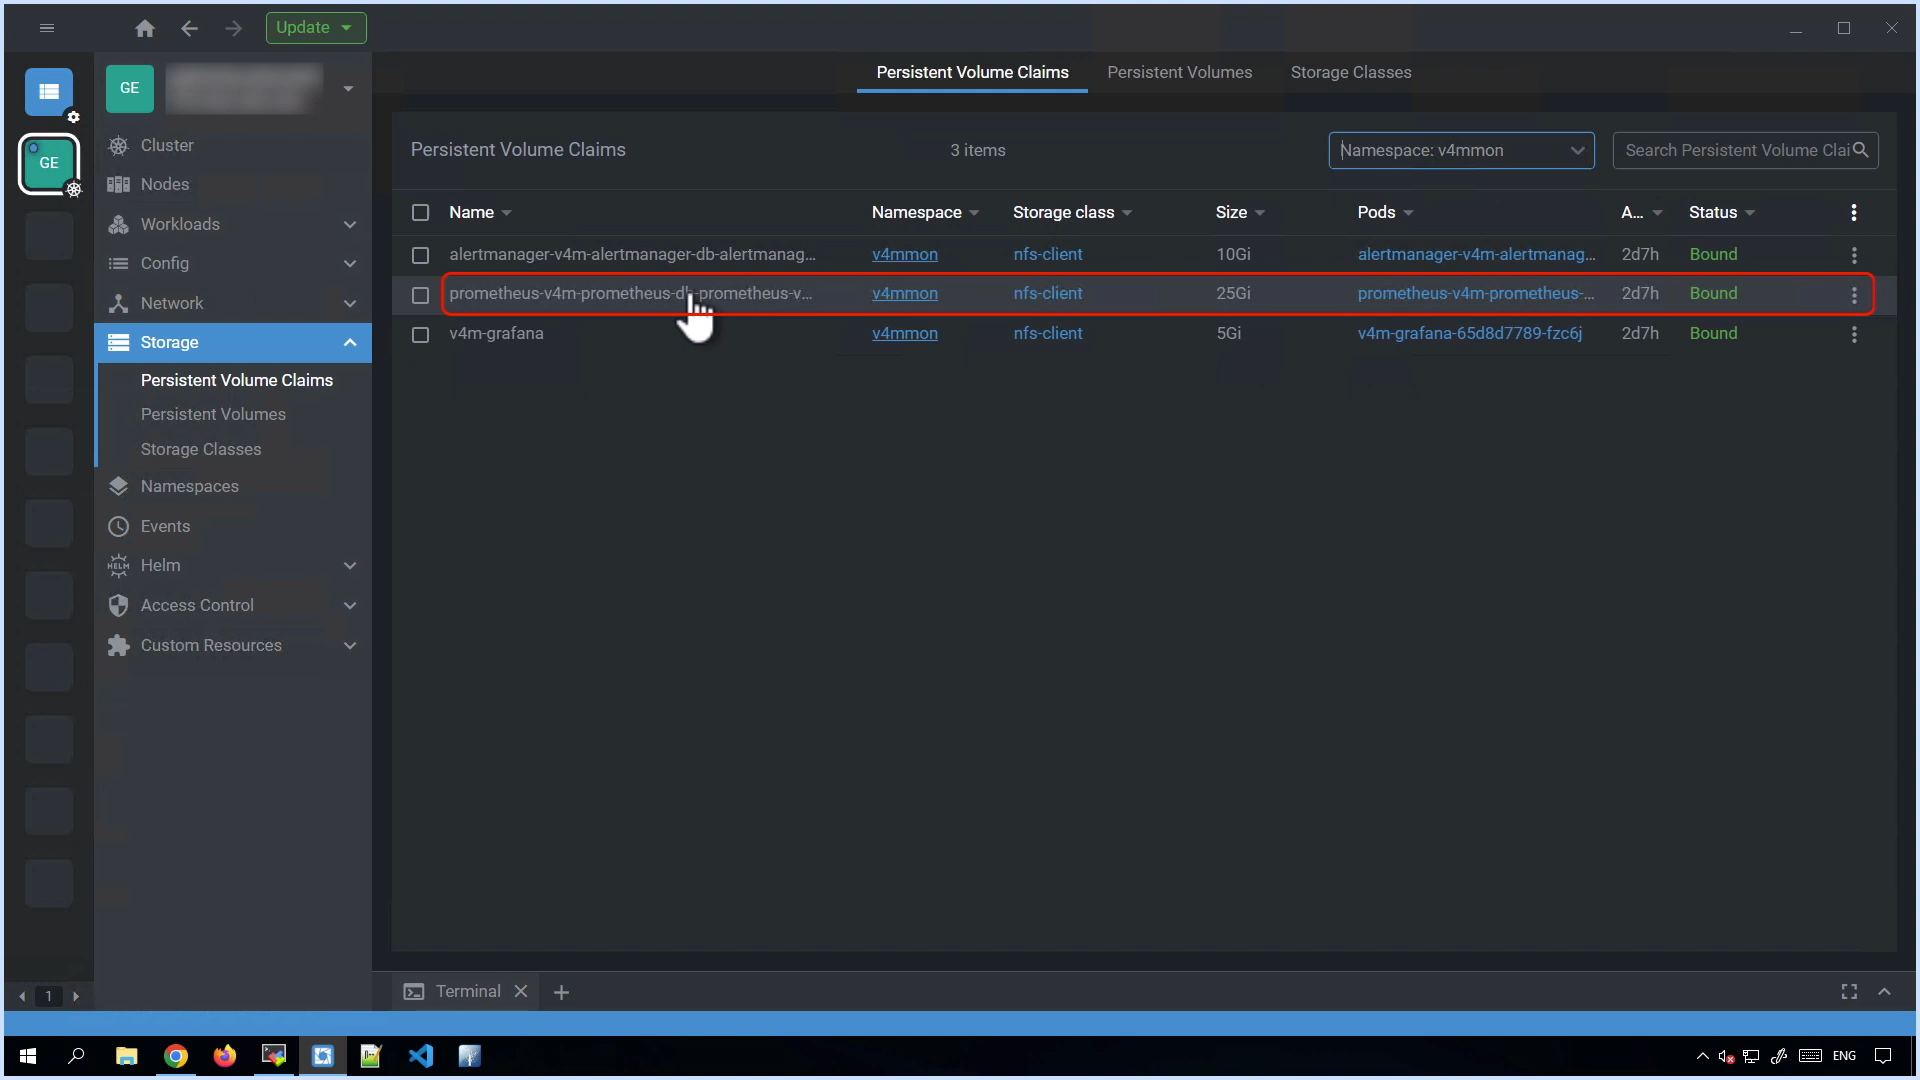 Update
GE
GE
Cluster
Nodes
Workloads
Config
Network
Storage
Persistent Volume Claims
Persistent Volumes
Storage Classes
Namespaces
Events
HELM Helm
Access Control
Custom Resources
1
Persistent Volume Claims Persistent Volumes Storage Classes
Persistent Volume Claims 3 items Namespace: v4mmon Search Persistent Volume Clai
Name Namespace Storage class Size Pods A... Status
alertmanager-v4m-alertmanager-db-alertmanag... v4mmon nfs-client 10Gi alertmanager-v4m-alertmanag... 2d7h Bound
prometheus-v4m-prometheus-db-prometheus-v... v4mmon nfs-client 25Gi prometheus-v4m-prometheus-... 2d7h Bound
v4m-grafana v4mmon nfs-client 5Gi v4m-grafana-65d8d7789-fzc6j 2d7h Bound
Terminal
ENG